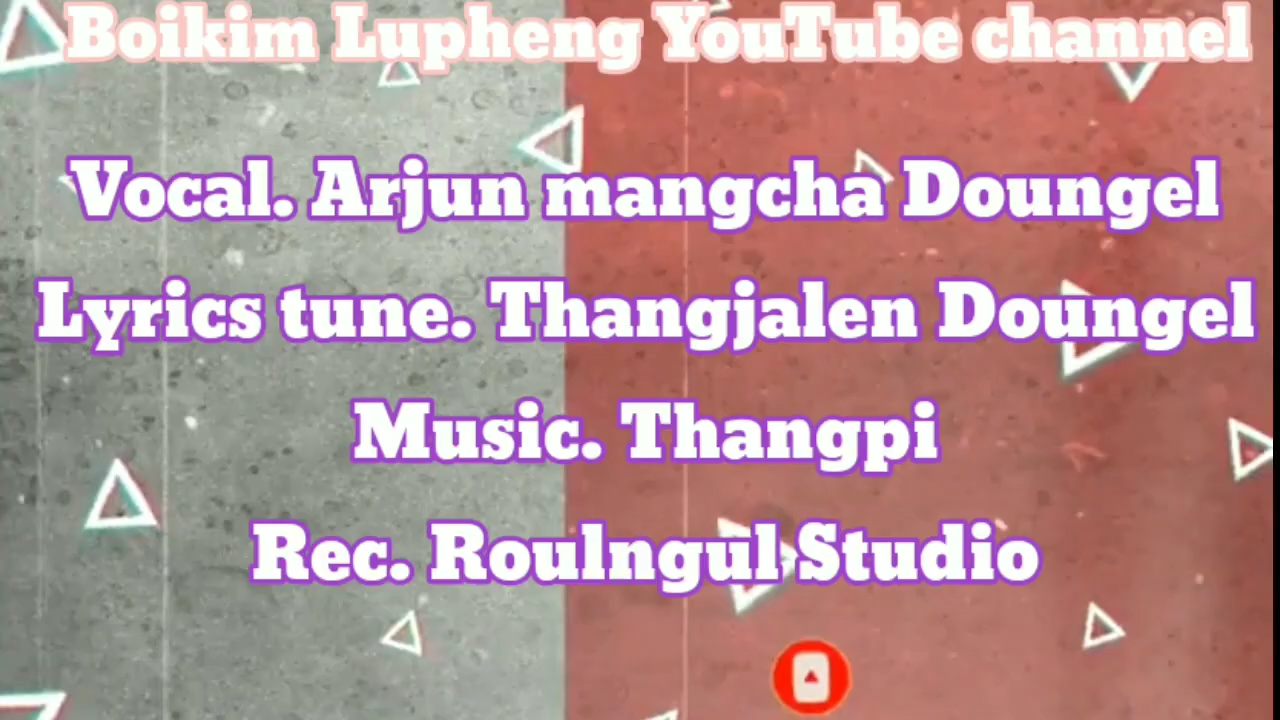 Boikim Lupheng YouTube channel
Vocal. Arjun mangcha Doungel
Lyrics tune. Thangjalen Doungel
Music. Thangpi
Rec. Roulngul Studio